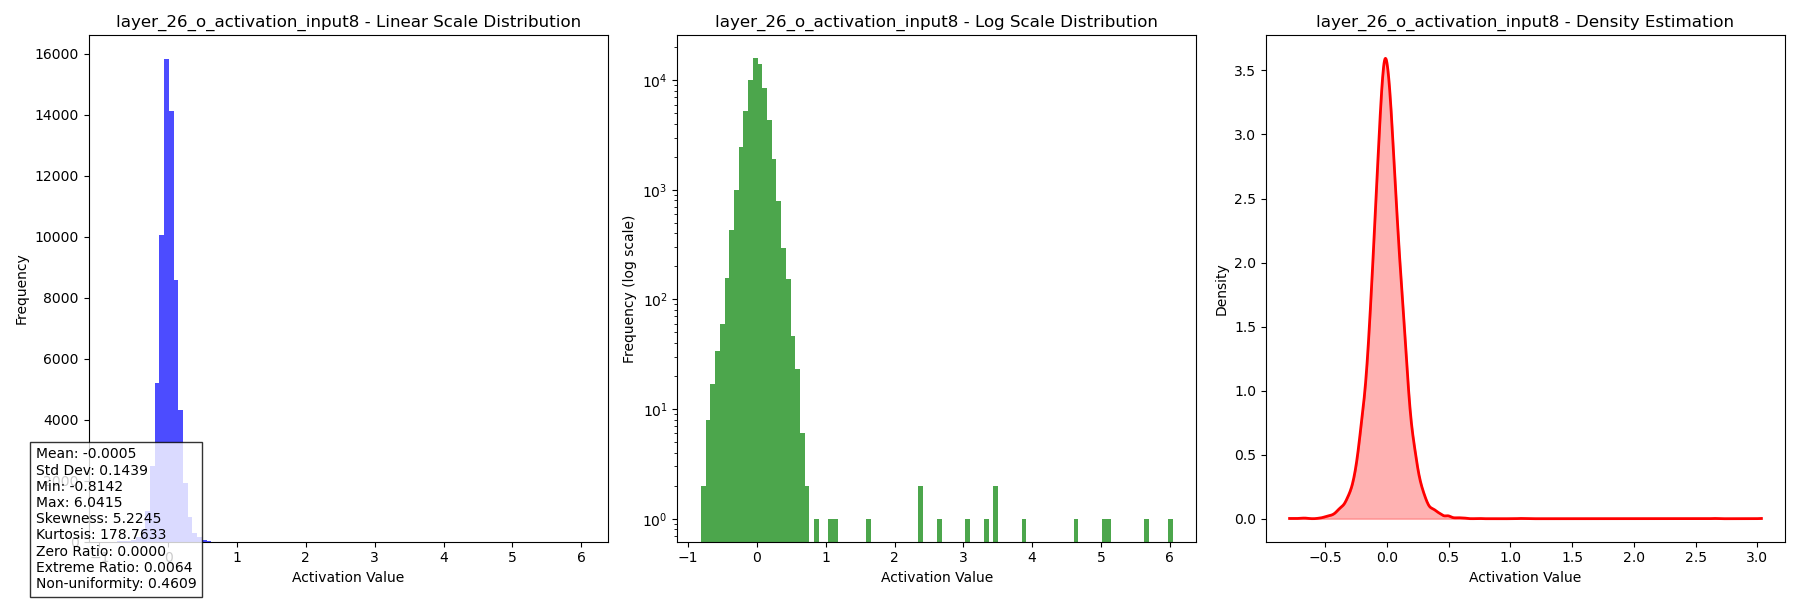 layer_26_o_activation_input8 - Linear Scale Distribution
16000
14000
12000
10000
8000
6000
4000
2000
0
Frequency
−1 0 1 2 3 4 5 6
Activation Value
Mean: -0.0005
Std Dev: 0.1439
Min: -0.8142
Max: 6.0415
Skewness: 5.2245
Kurtosis: 178.7633
Zero Ratio: 0.0000
Extreme Ratio: 0.0064
Non-uniformity: 0.4609
layer_26_o_activation_input8 - Log Scale Distribution
10⁴
10³
10²
10¹
10⁰
Frequency (log scale)
−1 0 1 2 3 4 5 6
Activation Value
layer_26_o_activation_input8 - Density Estimation
3.5
3.0
2.5
2.0
1.5
1.0
0.5
0.0
Density
−0.5 0.0 0.5 1.0 1.5 2.0 2.5 3.0
Activation Value